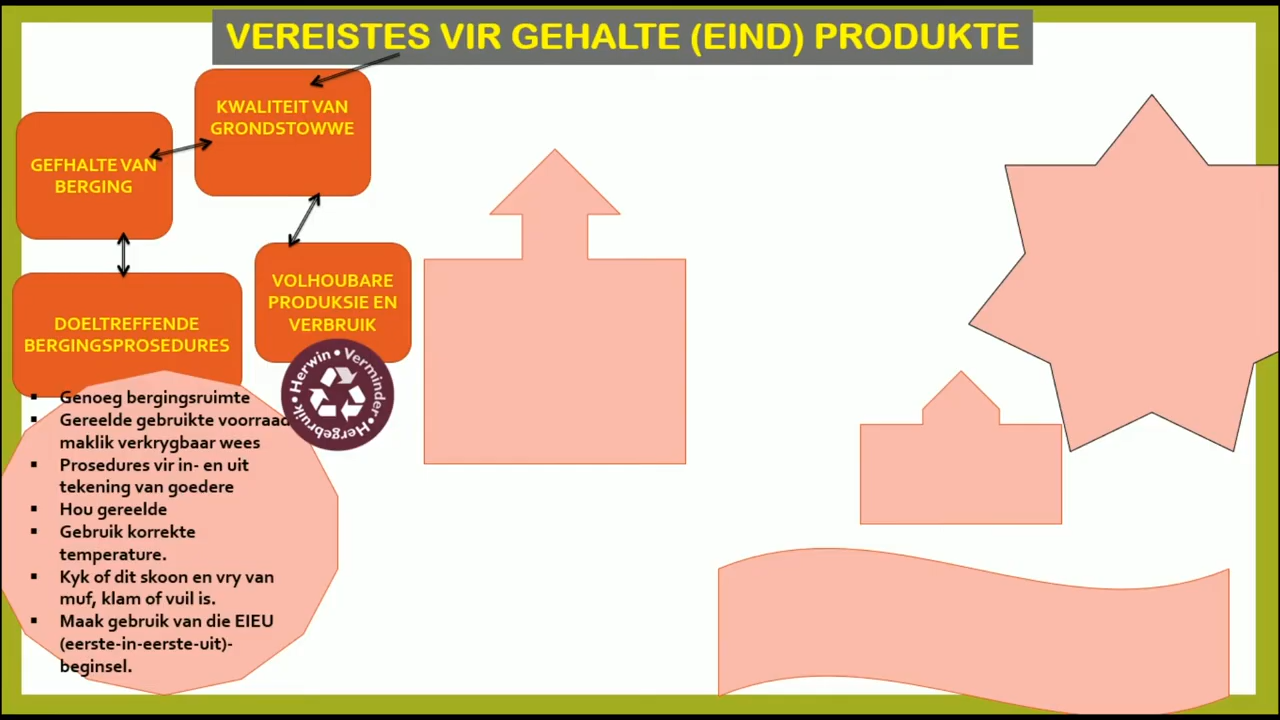 VEREISTES VIR GEHALTE (EIND) PRODUKTE
KWALITEIT VAN
GRONDSTOWWE
GEFHALTE VAN
BERGING
VOLHOUBARE
PRODUKSIE EN
VERBRUIK
DOELTREFFENDE
BERGINGSPROSEDURES
Herwin • Verminder • Hergebruik •
▪ Genoeg bergingsruimte
▪ Gereelde gebruikte voorraad
maklik verkrygbaar wees
▪ Prosedures vir in- en uit
tekening van goedere
▪ Hou gereelde
▪ Gebruik korrekte
temperature.
▪ Kyk of dit skoon en vry van
muf, klam of vuil is.
▪ Maak gebruik van die EIEU
(eerste-in-eerste-uit)-
beginsel.